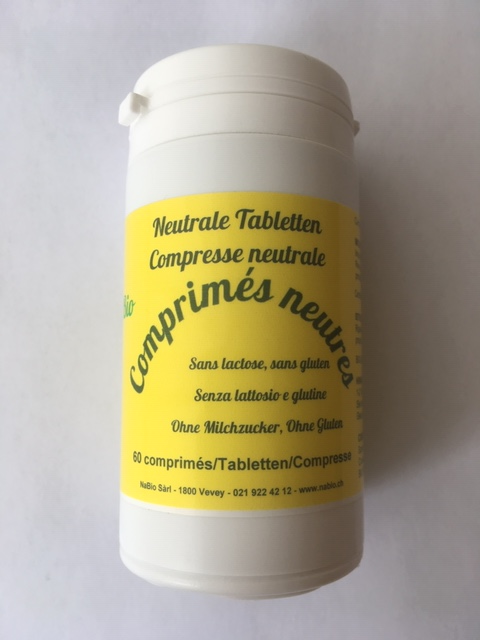 Neutrale Tabletten
Compresse neutrale
Comprimés neutres
Bio
Sans lactose, sans gluten
Senza lattosio e glutine
Ohne Milchzucker, Ohne Gluten
60 comprimés/Tabletten/Compresse
NaBio Sàrl - 1800 Vevey - 021 922 42 12 - www.nabio.ch